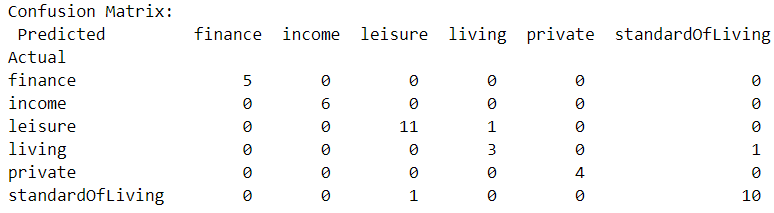 Confusion Matrix:
Predicted finance income leisure living private standardOfLiving
Actual
finance 5 0 0 0 0 0
income 0 6 0 0 0 0
leisure 0 0 11 1 0 0
living 0 0 0 3 0 1
private 0 0 0 0 4 0
standardOfLiving 0 0 1 0 0 10